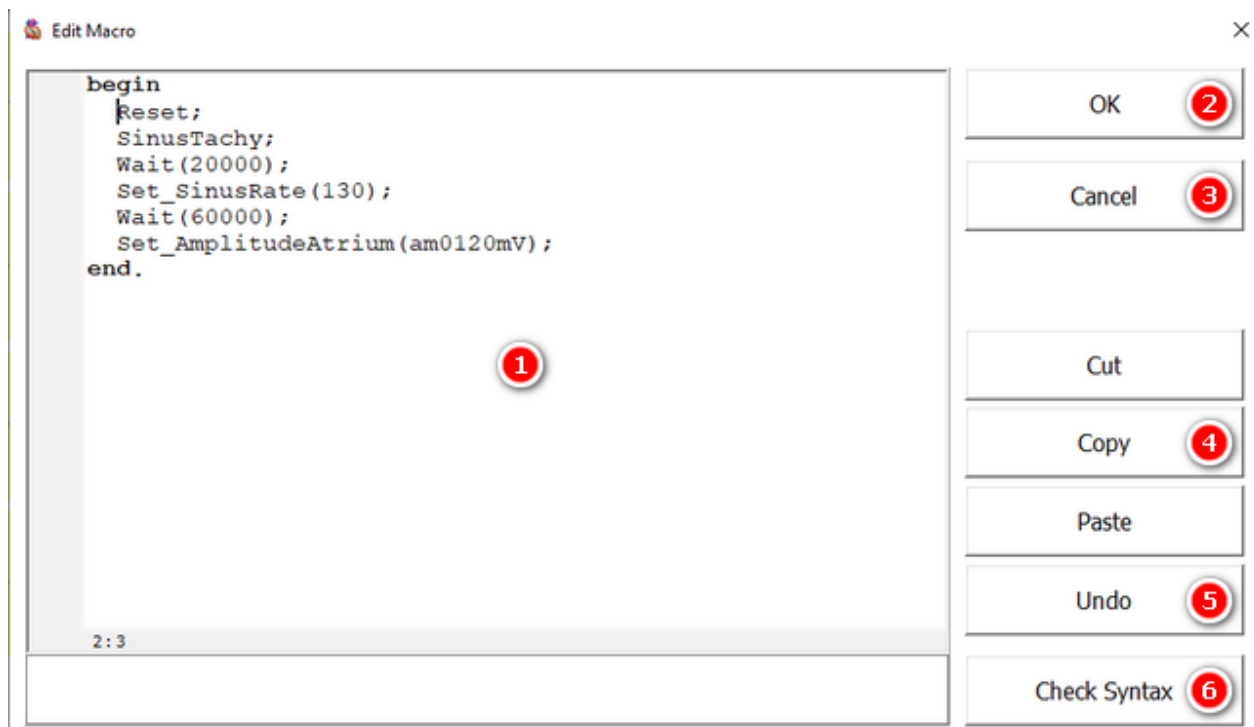 Edit Macro
begin
Reset;
SinusTachy;
Wait(20000);
Set_SinusRate(130);
Wait(60000);
Set_AmplitudeAtrium(am0120mV);
end.
1
2:3
OK 2
Cancel 3
Cut
Copy 4
Paste
Undo 5
Check Syntax 6